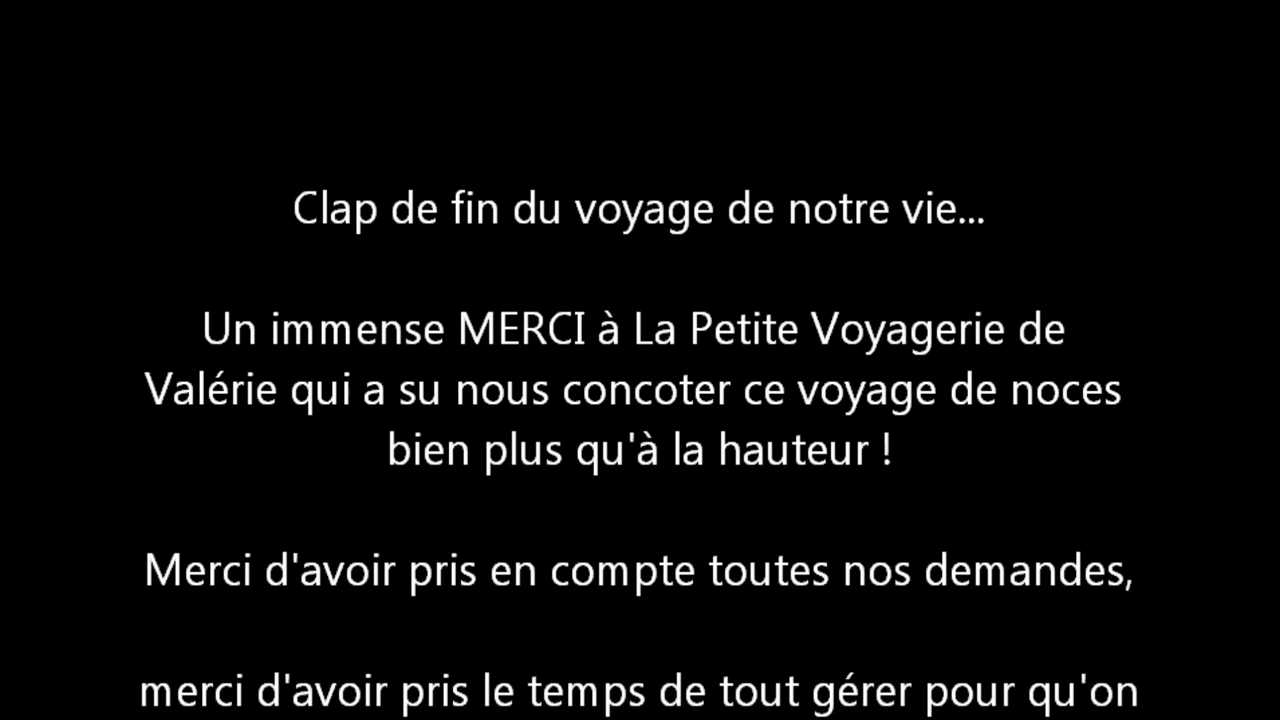 Clap de fin du voyage de notre vie...
Un immense MERCI à La Petite Voyagerie de
Valérie qui a su nous concoter ce voyage de noces
bien plus qu'à la hauteur !
Merci d'avoir pris en compte toutes nos demandes,
merci d'avoir pris le temps de tout gérer pour qu'on